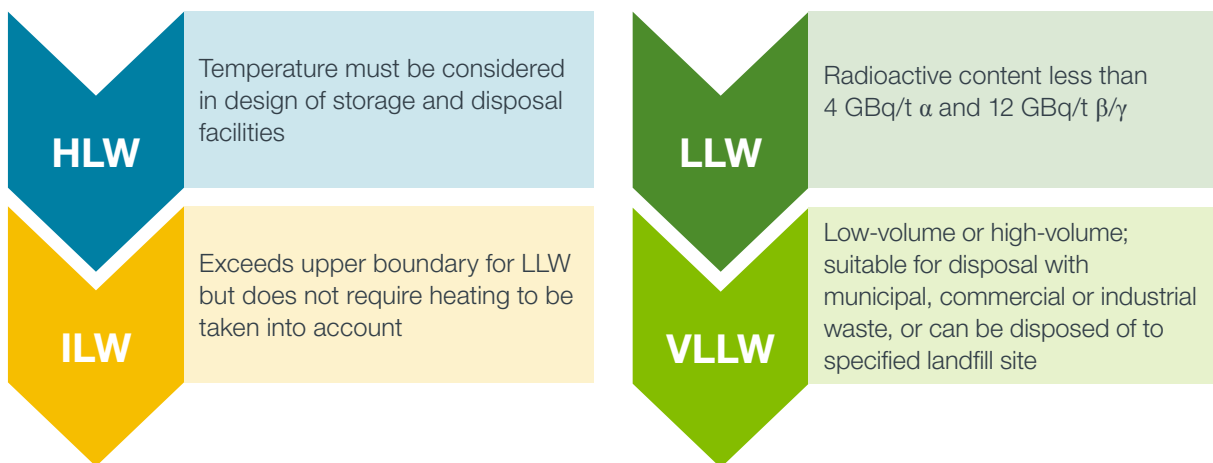 HLW
Temperature must be considered
in design of storage and disposal
facilities
ILW
Exceeds upper boundary for LLW
but does not require heating to be
taken into account
LLW
Radioactive content less than
4 GBq/t α and 12 GBq/t β/γ
VLLW
Low-volume or high-volume;
suitable for disposal with
municipal, commercial or industrial
waste, or can be disposed of to
specified landfill site